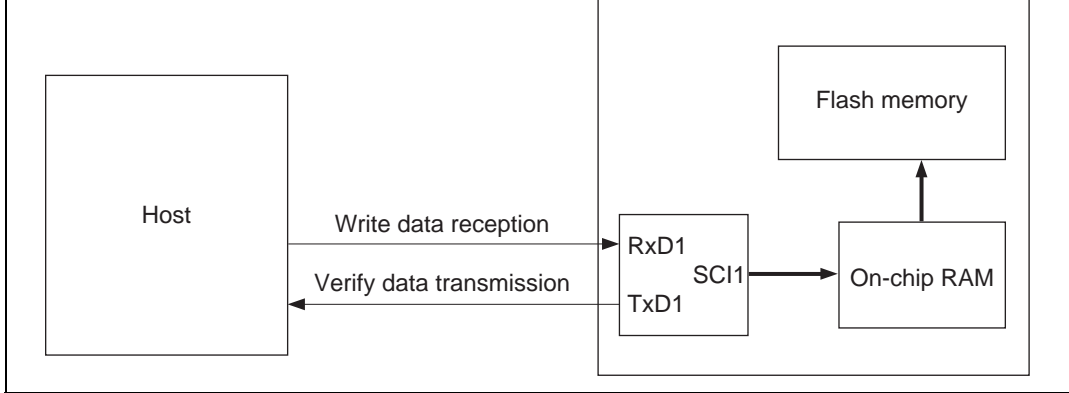 Flash memory
Host
Write data reception
RxD1
SCI1
On-chip RAM
Verify data transmission
TxD1